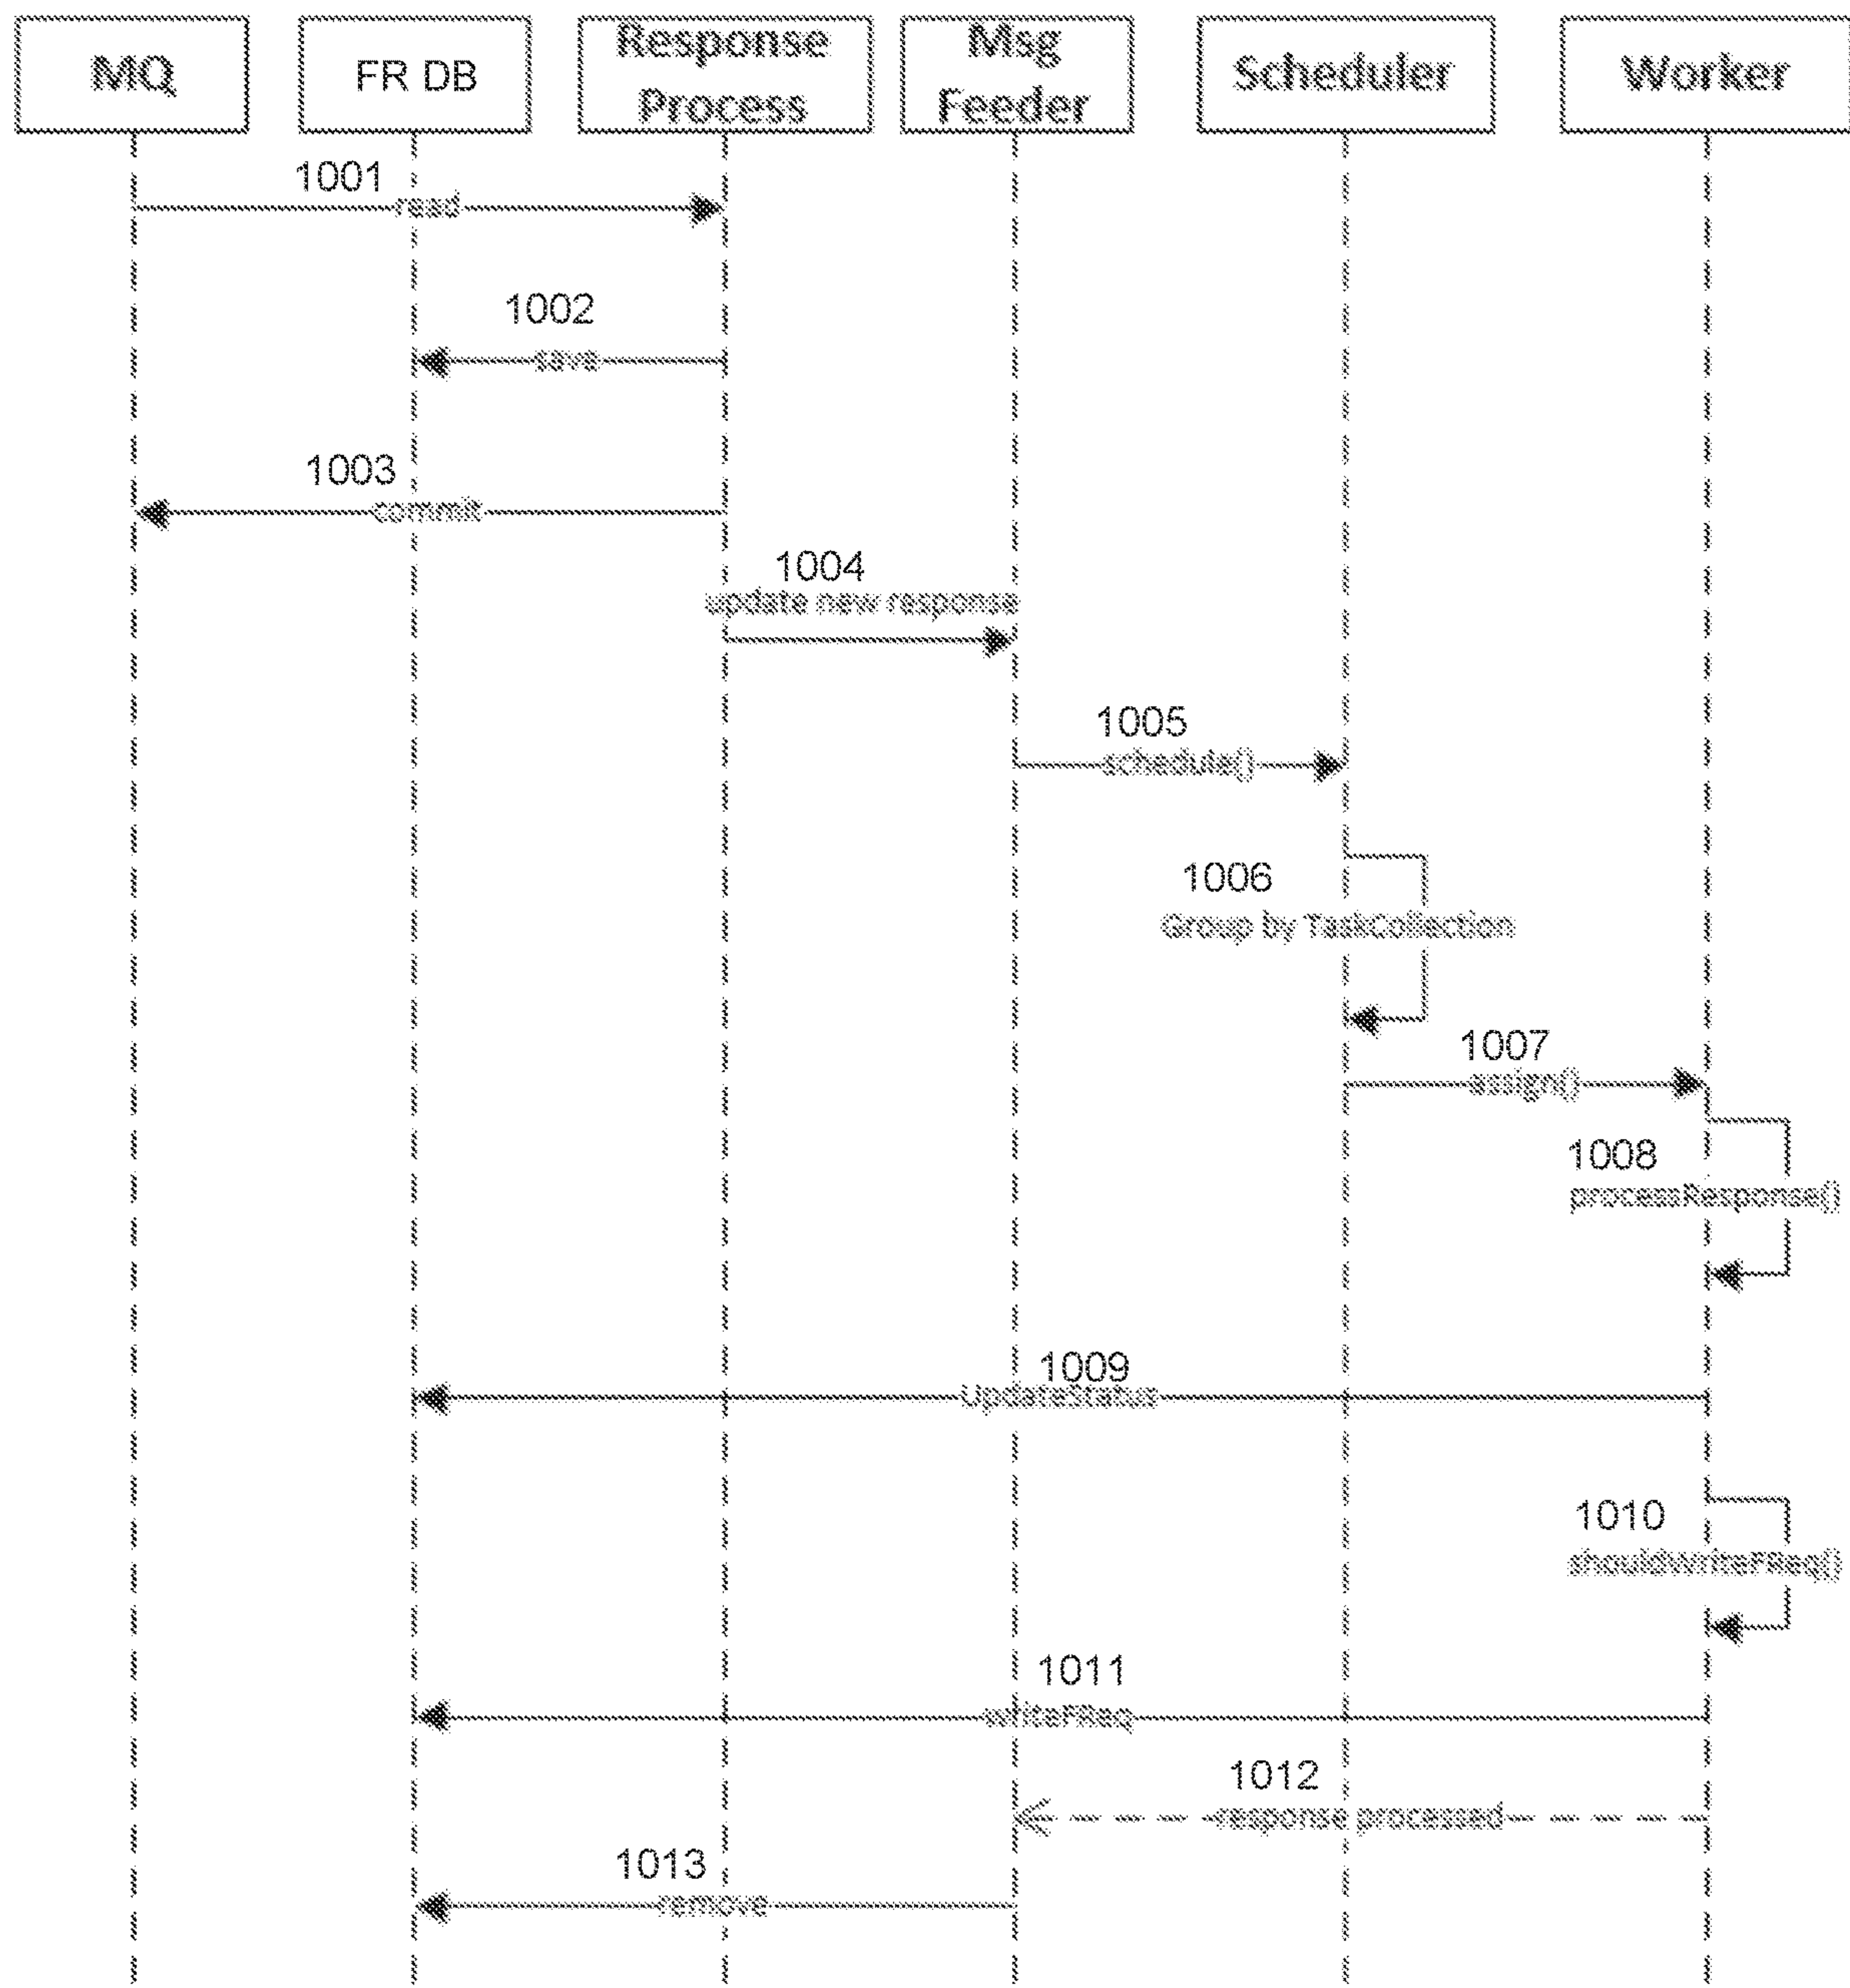 MQ
FR DB
Response
Process
Msg
Feeder
Scheduler
Worker
1001
read
1002
save
1003
commit
1004
update new response
1005
schedule()
1006
Group by TaskCollection
1007
assign()
1008
processResponse()
1009
UpdateStatus
1010
shouldWriteFReq()
1011
writeFReq
1012
response processed
1013
remove